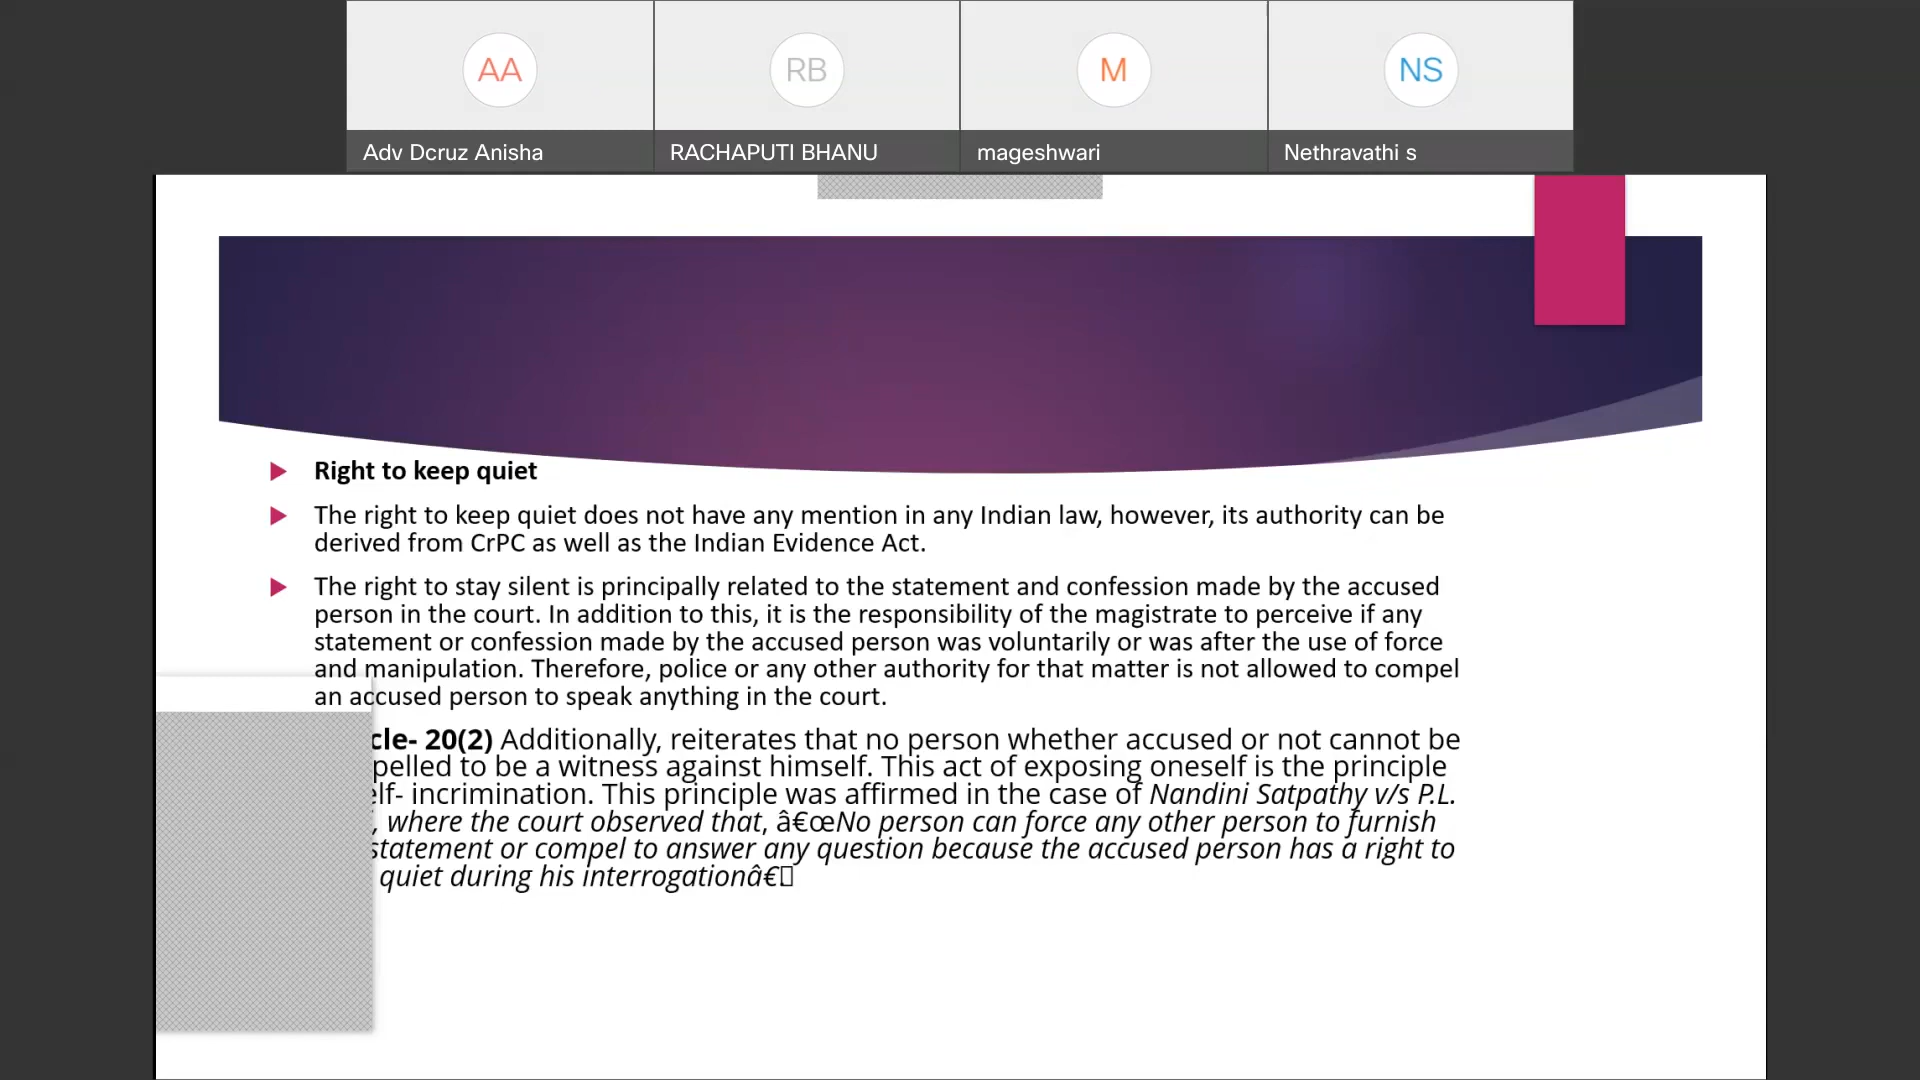 AA
RB
M
NS
Adv Dcruz Anisha
RACHAPUTI BHANU
mageshwari
Nethravathi s
Right to keep quiet
The right to keep quiet does not have any mention in any Indian law, however, its authority can be
derived from CrPC as well as the Indian Evidence Act.
The right to stay silent is principally related to the statement and confession made by the accused
person in the court. In addition to this, it is the responsibility of the magistrate to perceive if any
statement or confession made by the accused person was voluntarily or was after the use of force
and manipulation. Therefore, police or any other authority for that matter is not allowed to compel
an accused person to speak anything in the court.
cle- 20(2) Additionally, reiterates that no person whether accused or not cannot be
pelled to be a witness against himself. This act of exposing oneself is the principle
elf- incrimination. This principle was affirmed in the case of Nandini Satpathy v/s P.L.
, where the court observed that, â€œNo person can force any other person to furnish
statement or compel to answer any question because the accused person has a right to
quiet during his interrogationâ€